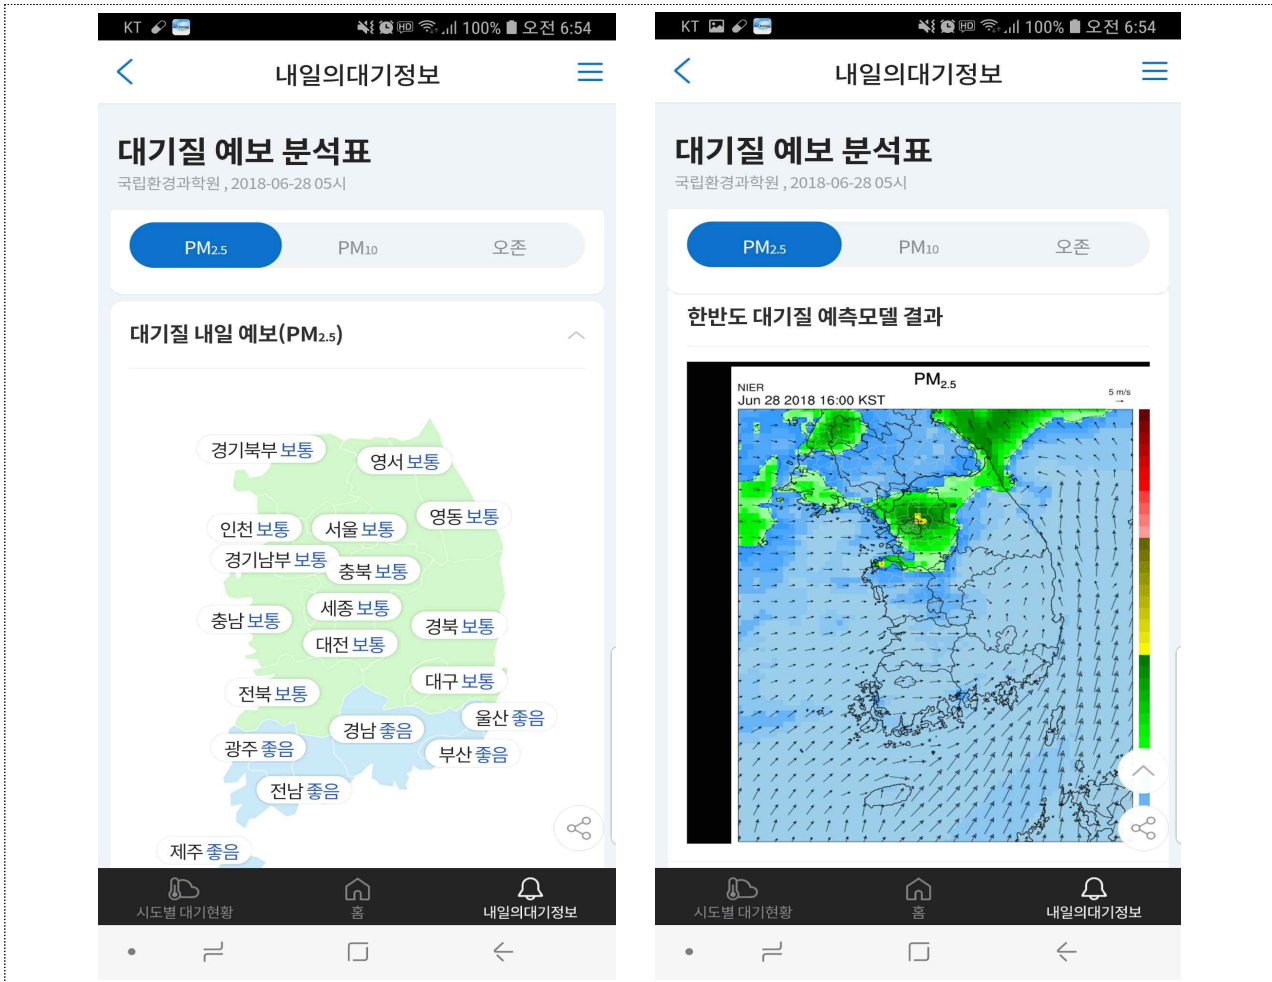 KT HD 100% 오전 6:54
내일의대기정보
대기질 예보 분석표
국립환경과학원 , 2018-06-28 05시
PM2.5 PM10 오존
대기질 내일 예보(PM2.5)
경기북부 보통
영서 보통
영동 보통
인천 보통
서울 보통
경기남부 보통
충북 보통
세종 보통
충남 보통
경북 보통
대전 보통
대구 보통
전북 보통
울산 좋음
경남 좋음
광주 좋음
부산 좋음
전남 좋음
제주 좋음
시도별 대기현황 홈 내일의대기정보
KT HD 100% 오전 6:54
내일의대기정보
대기질 예보 분석표
국립환경과학원 , 2018-06-28 05시
PM2.5 PM10 오존
한반도 대기질 예측모델 결과
PM2.5
NIER
Jun 28 2018 16:00 KST
5 m/s
시도별 대기현황 홈 내일의대기정보